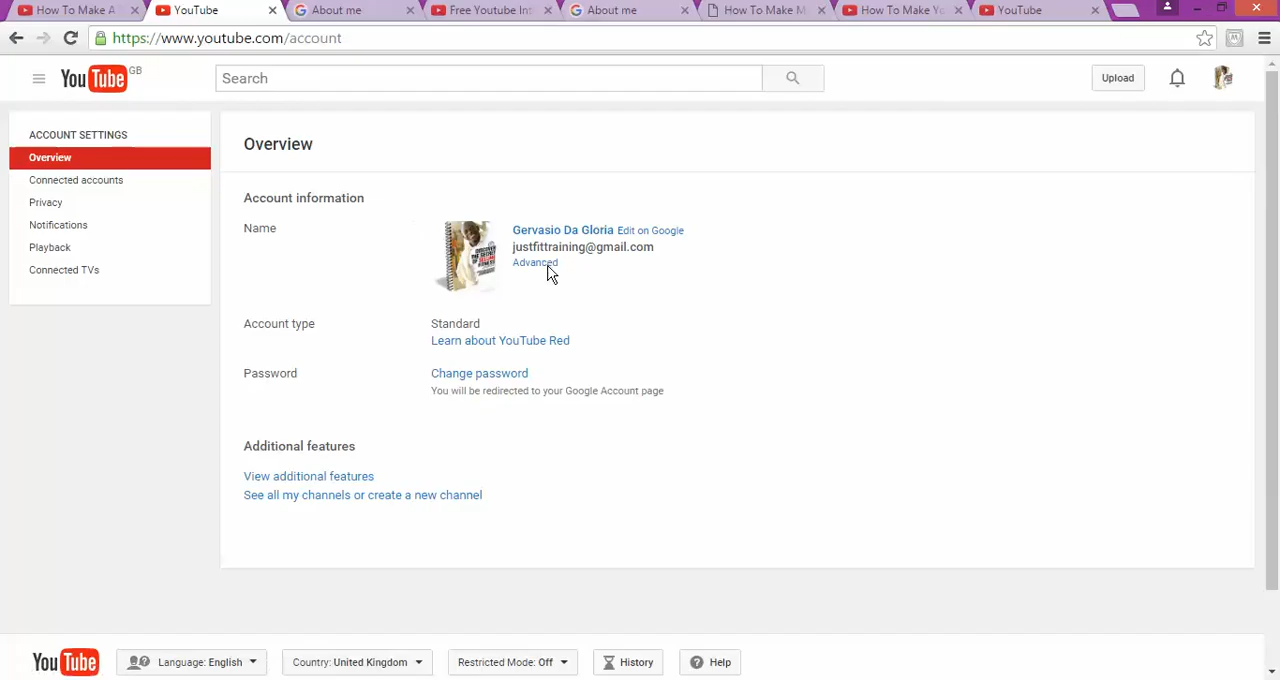 How To Make A
YouTube
About me
Free Youtube Int
About me
How To Make M
How To Make Yo
YouTube
https://www.youtube.com/account
YouTube GB
Search
Upload
ACCOUNT SETTINGS
Overview
Connected accounts
Privacy
Notifications
Playback
Connected TVs
Overview
Account information
Name
Gervasio Da Gloria Edit on Google
justfittraining@gmail.com
Advanced
Account type
Standard
Learn about YouTube Red
Password
Change password
You will be redirected to your Google Account page
Additional features
View additional features
See all my channels or create a new channel
YouTube
Language: English
Country: United Kingdom
Restricted Mode: Off
History
Help